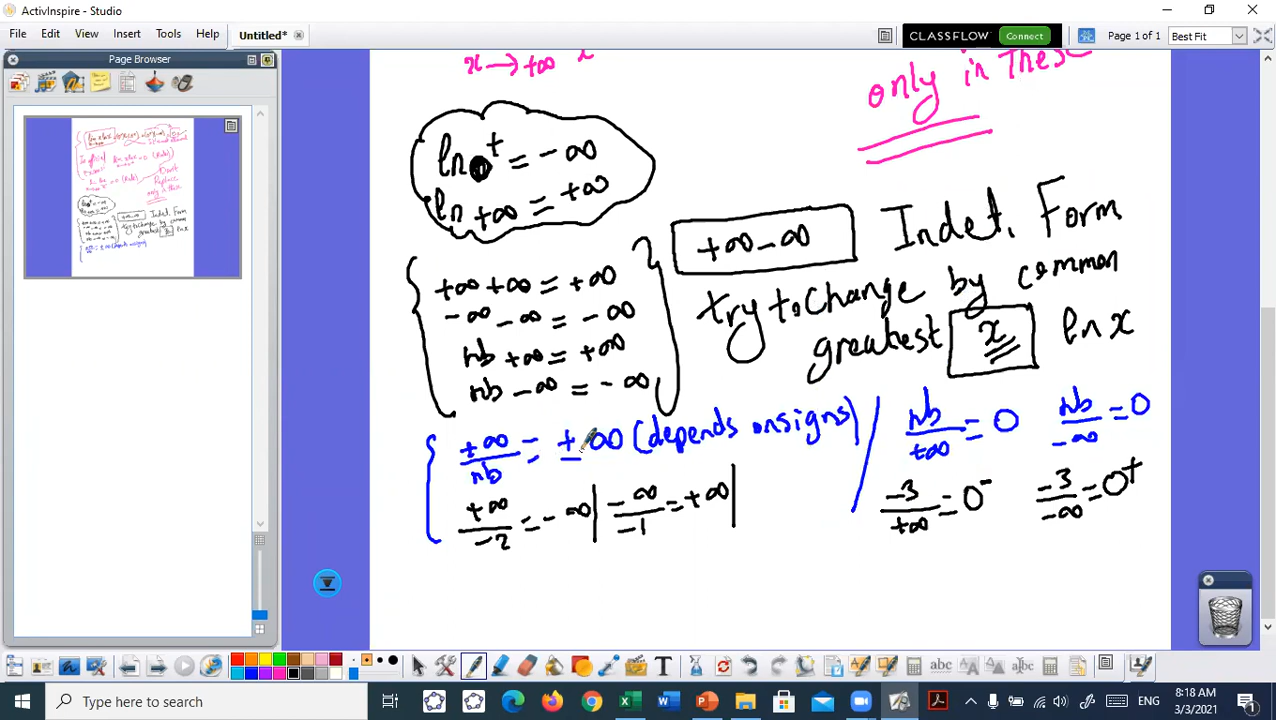 ActivInspire - Studio
File Edit View Insert Tools Help Untitled*
CLASSFLOW Connect
Page 1 of 1 Best Fit
Page Browser
x → +∞ x
only in these
ln 0⁺ = -∞
ln +∞ = +∞
+∞ - ∞ Indet. Form
try to change by common
greatest x ln x
+∞ +∞ = +∞
-∞ -∞ = -∞
nb +∞ = +∞
nb -∞ = -∞
±∞/nb = ±∞ (depends on signs)
nb/+∞ = 0 nb/-∞ = 0
+∞/-2 = -∞ | -∞/-1 = +∞ |
-3/+∞ = 0⁻ -3/-∞ = 0⁺
abc
Type here to search
ENG
8:18 AM
3/3/2021